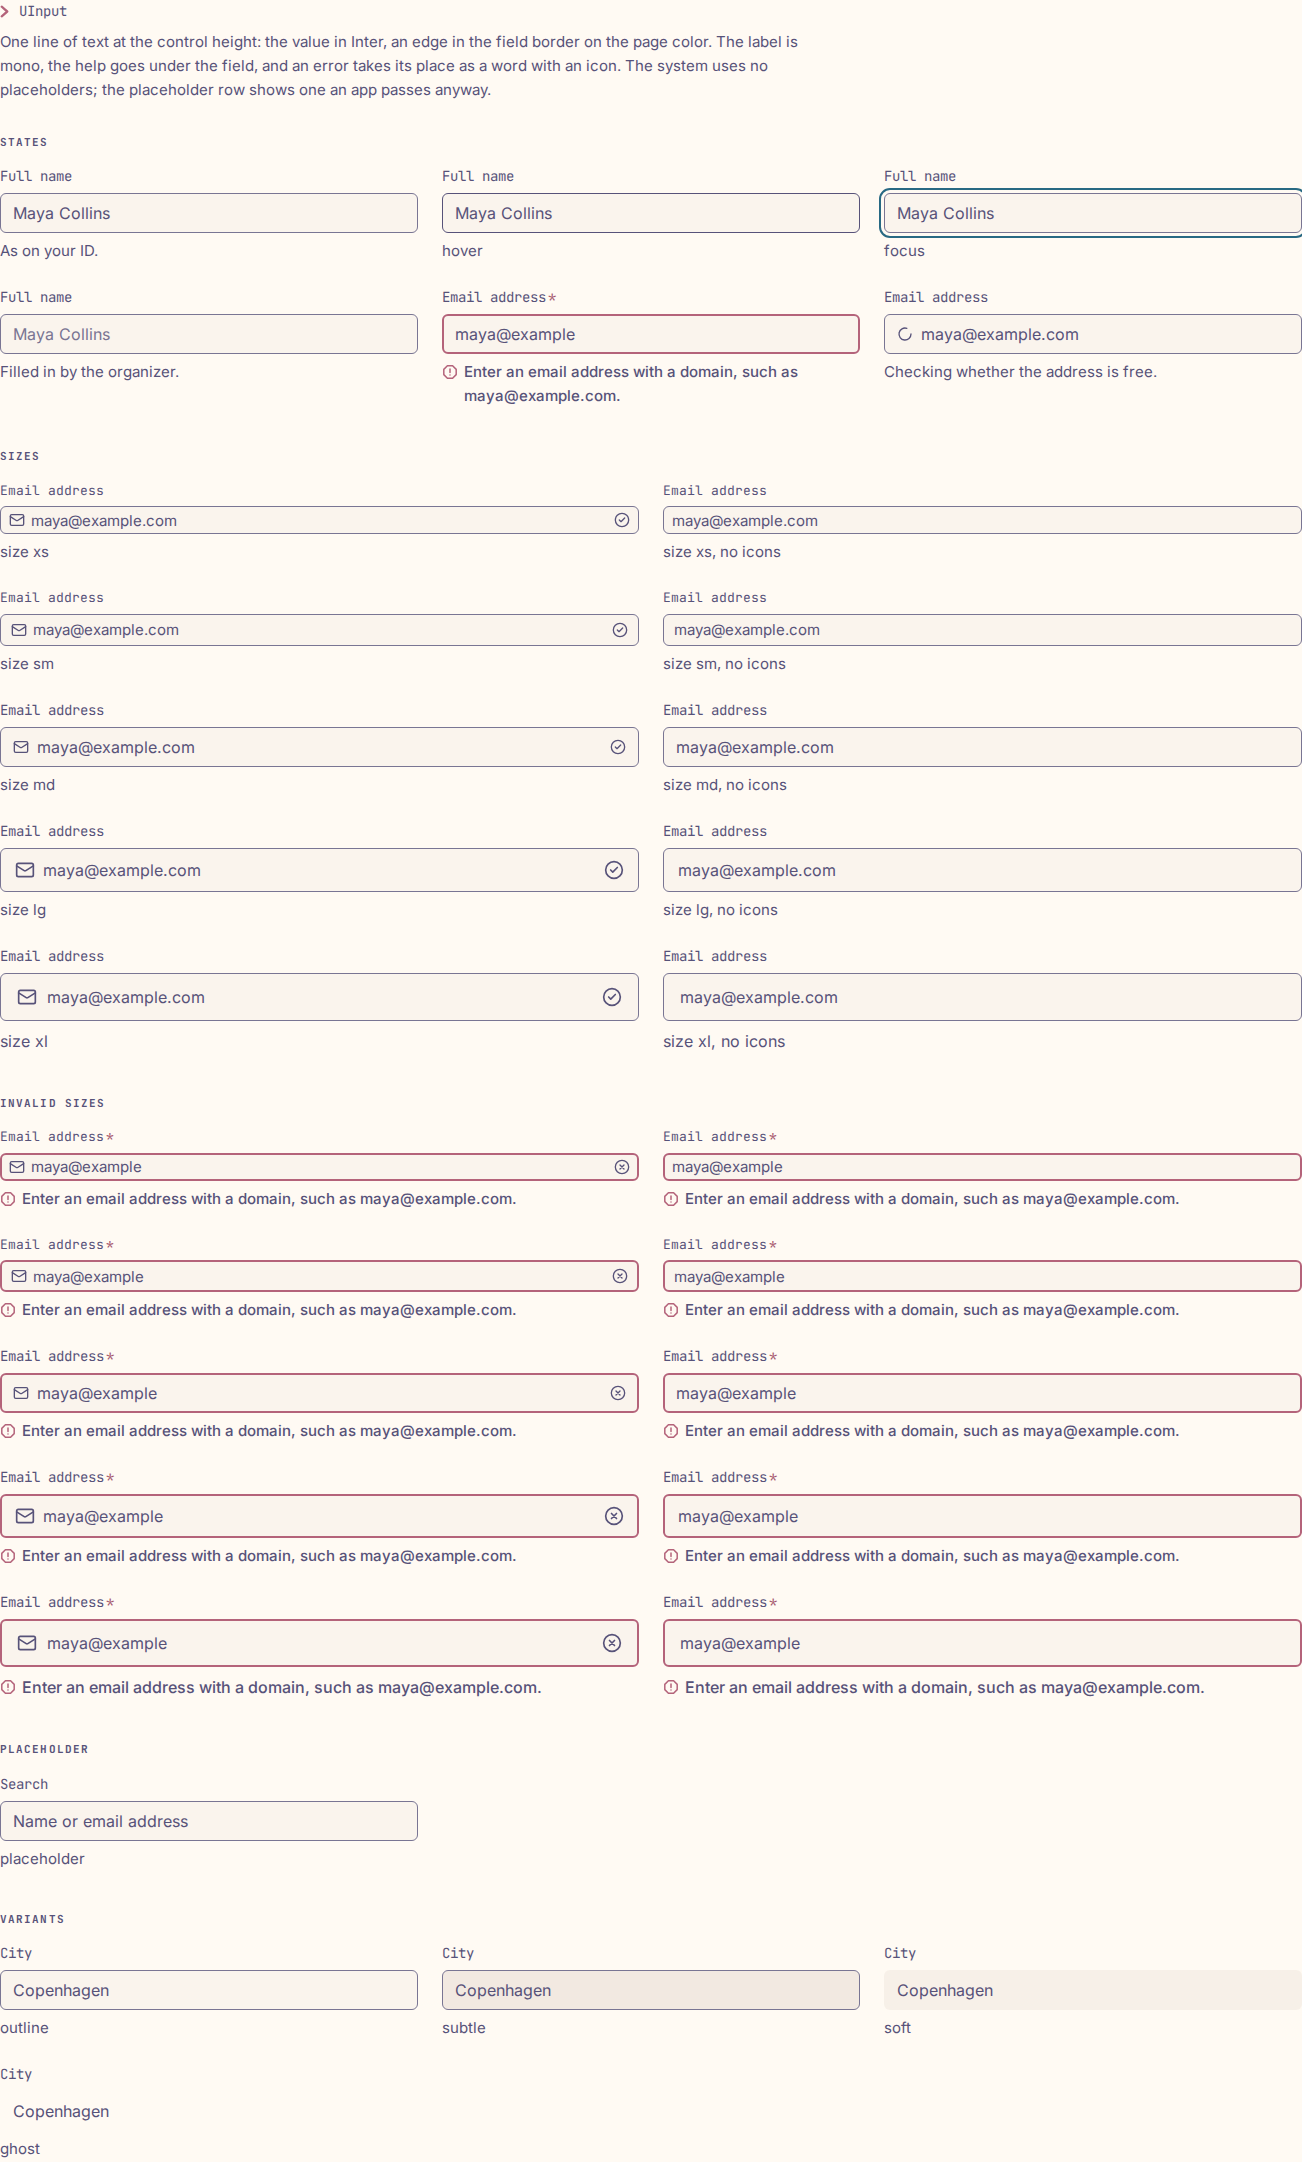 UInput
One line of text at the control height: the value in Inter, an edge in the field border on the page color. The label is
mono, the help goes under the field, and an error takes its place as a word with an icon. The system uses no
placeholders; the placeholder row shows one an app passes anyway.
STATES
Full name
Maya Collins
As on your ID.
Full name
Maya Collins
hover
Full name
Maya Collins
focus
Full name
Maya Collins
Filled in by the organizer.
Email address*
maya@example
Enter an email address with a domain, such as
maya@example.com.
Email address
maya@example.com
Checking whether the address is free.
SIZES
Email address
maya@example.com
size xs
Email address
maya@example.com
size xs, no icons
Email address
maya@example.com
size sm
Email address
maya@example.com
size sm, no icons
Email address
maya@example.com
size md
Email address
maya@example.com
size md, no icons
Email address
maya@example.com
size lg
Email address
maya@example.com
size lg, no icons
Email address
maya@example.com
size xl
Email address
maya@example.com
size xl, no icons
INVALID SIZES
Email address*
maya@example
Enter an email address with a domain, such as maya@example.com.
Email address*
maya@example
Enter an email address with a domain, such as maya@example.com.
Email address*
maya@example
Enter an email address with a domain, such as maya@example.com.
Email address*
maya@example
Enter an email address with a domain, such as maya@example.com.
Email address*
maya@example
Enter an email address with a domain, such as maya@example.com.
Email address*
maya@example
Enter an email address with a domain, such as maya@example.com.
Email address*
maya@example
Enter an email address with a domain, such as maya@example.com.
Email address*
maya@example
Enter an email address with a domain, such as maya@example.com.
Email address*
maya@example
Enter an email address with a domain, such as maya@example.com.
Email address*
maya@example
Enter an email address with a domain, such as maya@example.com.
PLACEHOLDER
Search
Name or email address
placeholder
VARIANTS
City
Copenhagen
outline
City
Copenhagen
subtle
City
Copenhagen
soft
City
Copenhagen
ghost